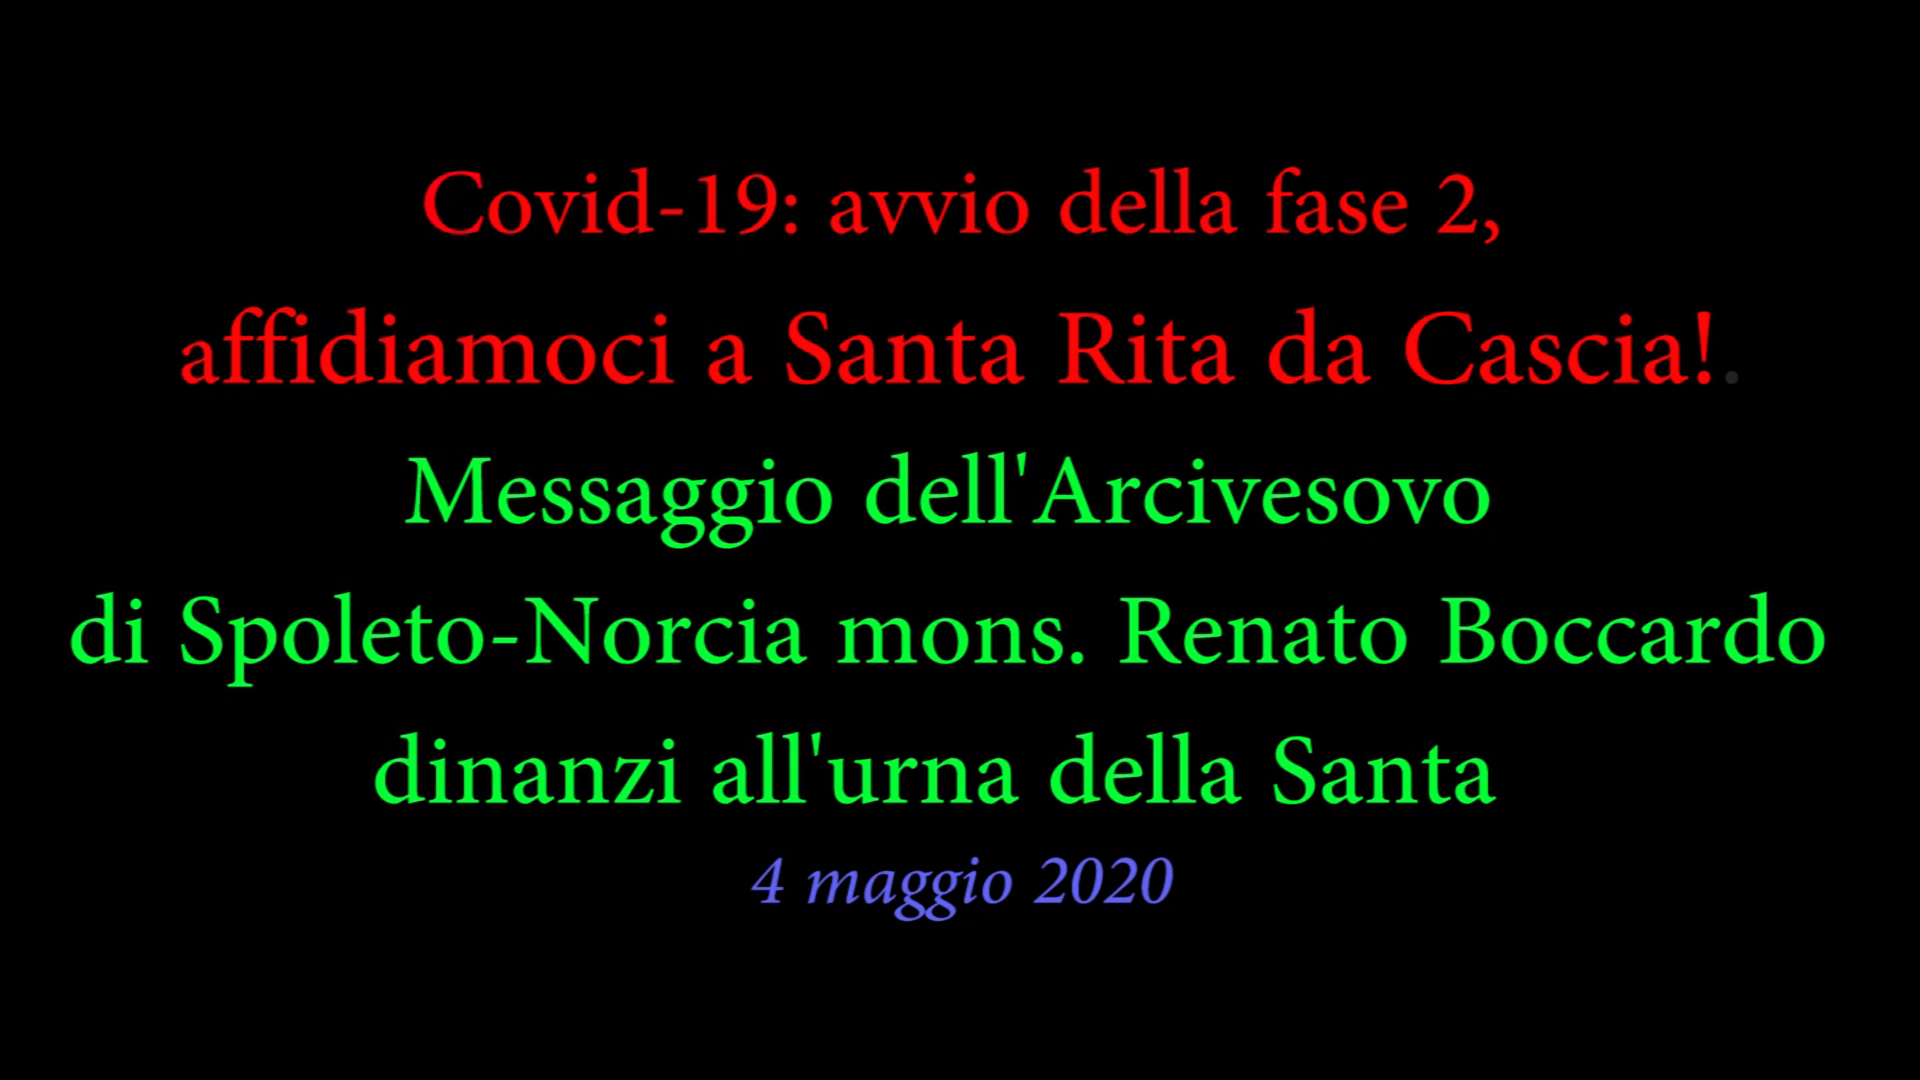 Covid-19: avvio della fase 2,
affidiamoci a Santa Rita da Cascia!.
Messaggio dell'Arcivesovo
di Spoleto-Norcia mons. Renato Boccardo
dinanzi all'urna della Santa
4 maggio 2020